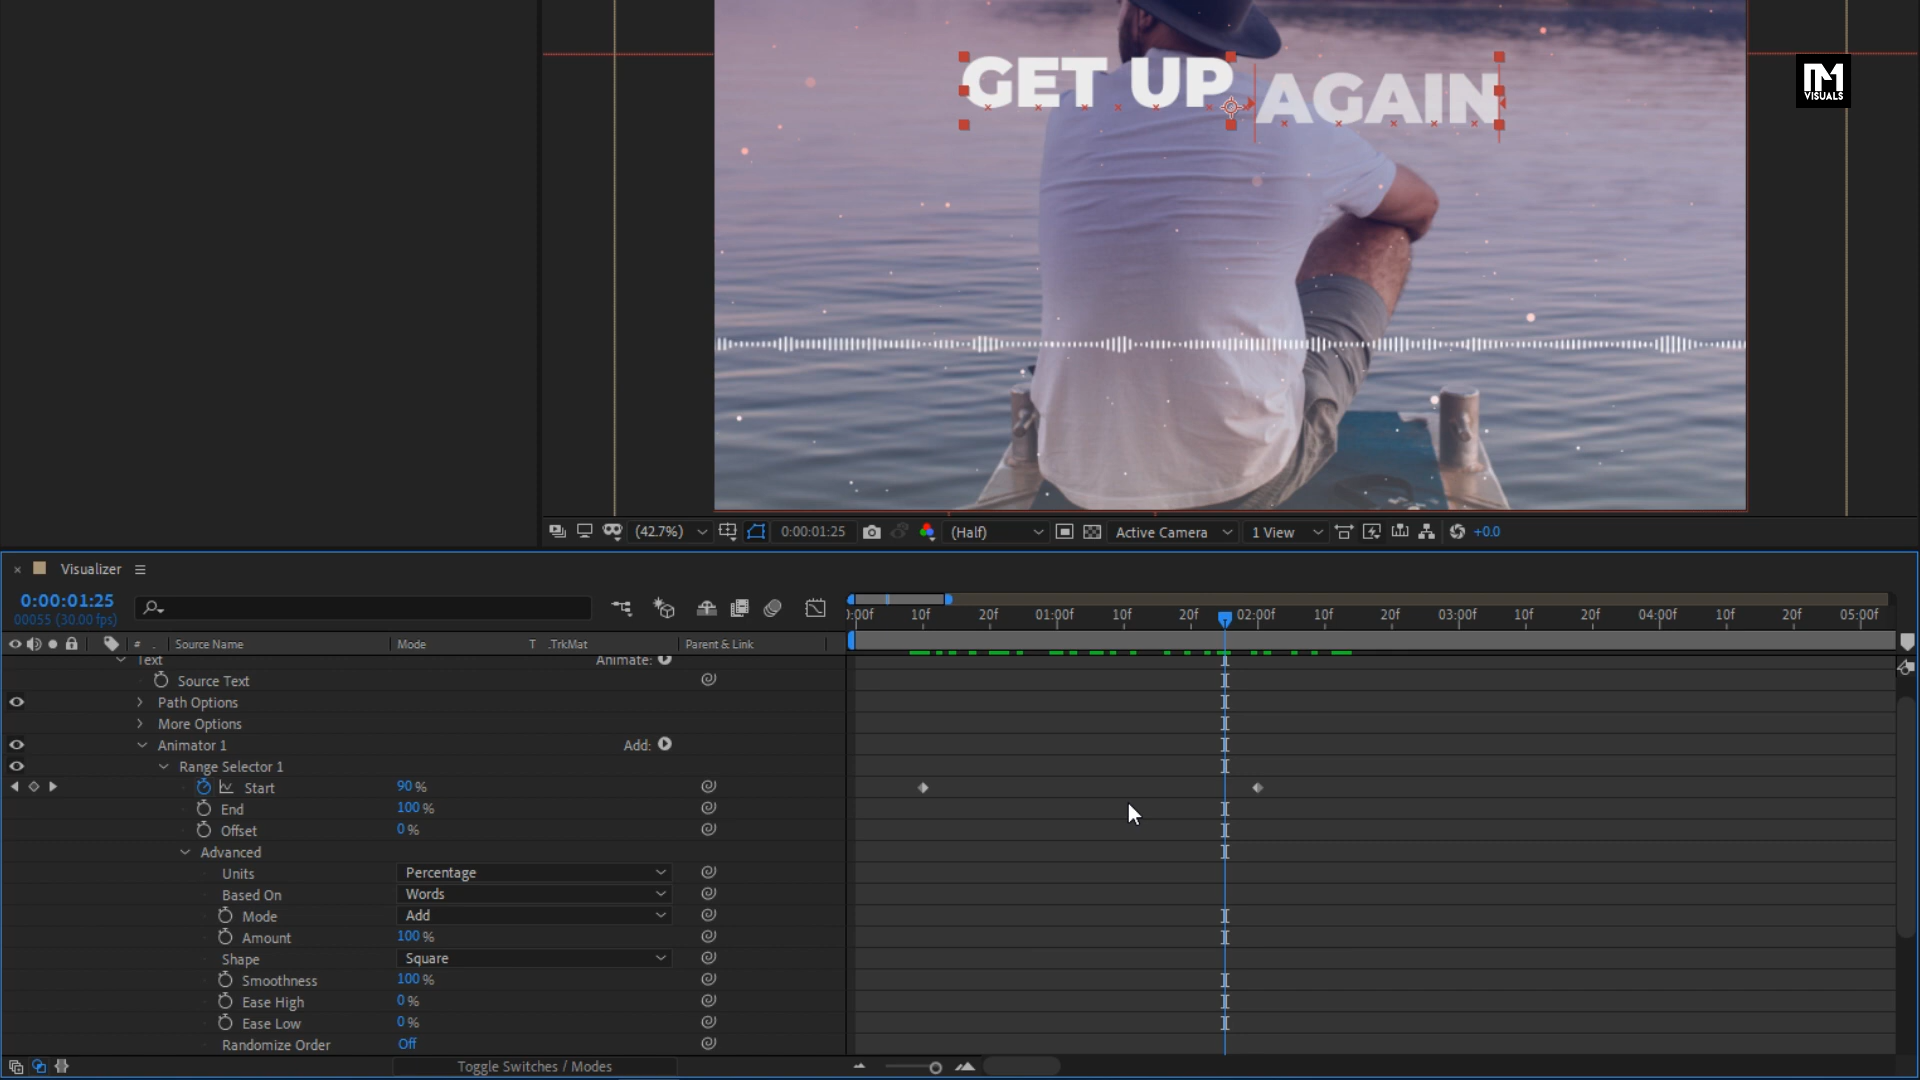 GET UP AGAIN
M
VISUALS
(42.7%) 0:00:01:25 (Half) Active Camera 1 View +0.0
× Visualizer
0:00:01:25
00055 (30.00 fps)
):00f 10f 20f 01:00f 10f 20f 02:00f 10f 20f 03:00f 10f 20f 04:00f 10f 20f 05:00f
# . Source Name Mode T .TrkMat Parent & Link
Text Animate:
Source Text
Path Options
More Options
Animator 1 Add:
Range Selector 1
Start 90 %
End 100 %
Offset 0 %
Advanced
Units Percentage
Based On Words
Mode Add
Amount 100 %
Shape Square
Smoothness 100 %
Ease High 0 %
Ease Low 0 %
Randomize Order Off
Toggle Switches / Modes